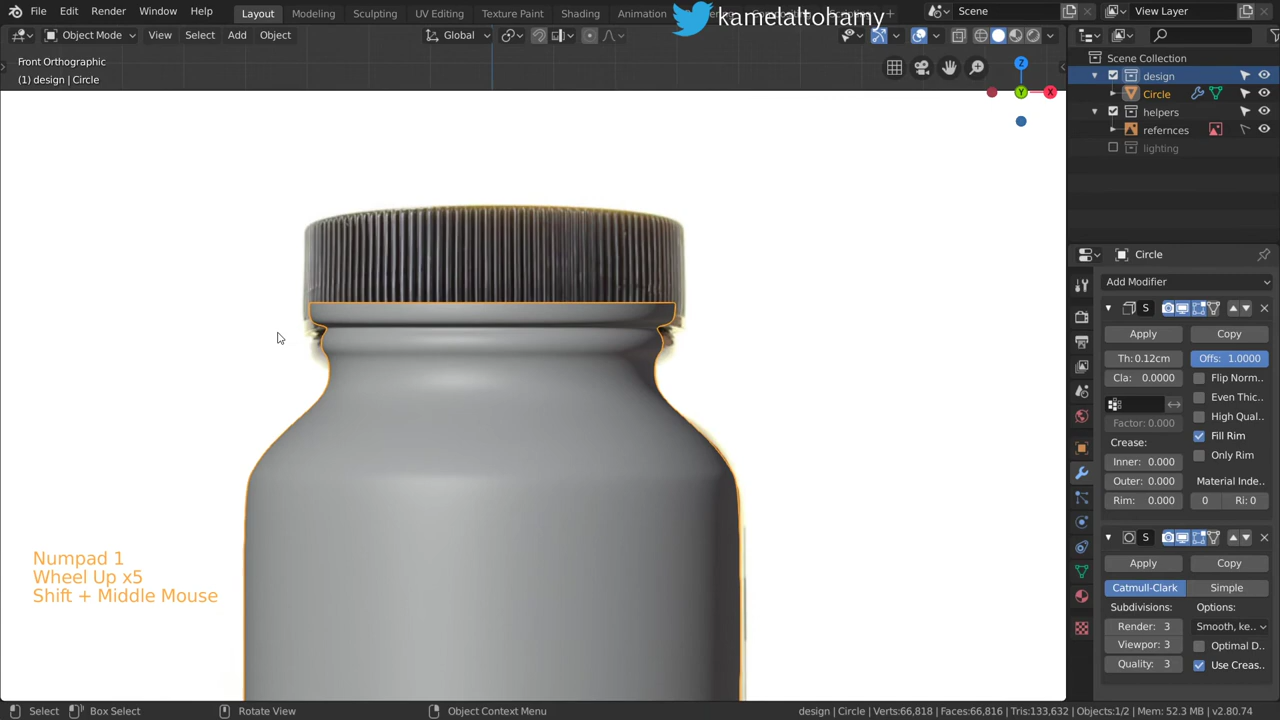 File Edit Render Window Help Layout Modeling Sculpting UV Editing Texture Paint Shading Animation
kamelaltohamy
Scene View Layer
Object Mode View Select Add Object Global
Front Orthographic
(1) design | Circle
Z
Y
X
Scene Collection
design
Circle
helpers
refernces
lighting
Circle
Add Modifier
S
Apply Copy
Th: 0.12cm Offs: 1.0000
Cla: 0.0000 Flip Norm..
Even Thic..
Factor: 0.000 High Qual..
Crease: Fill Rim
Inner: 0.000 Only Rim
Outer: 0.000 Material Inde..
Rim: 0.000 0 Ri: 0
S
Apply Copy
Catmull-Clark Simple
Subdivisions: Options:
Render: 3 Smooth, ke..
Viewpor: 3 Optimal D..
Quality: 3 Use Creas..
Numpad 1
Wheel Up x5
Shift + Middle Mouse
Select Box Select Rotate View Object Context Menu
design | Circle | Verts:66,818 | Faces:66,816 | Tris:133,632 | Objects:1/2 | Mem: 52.3 MB | v2.80.74